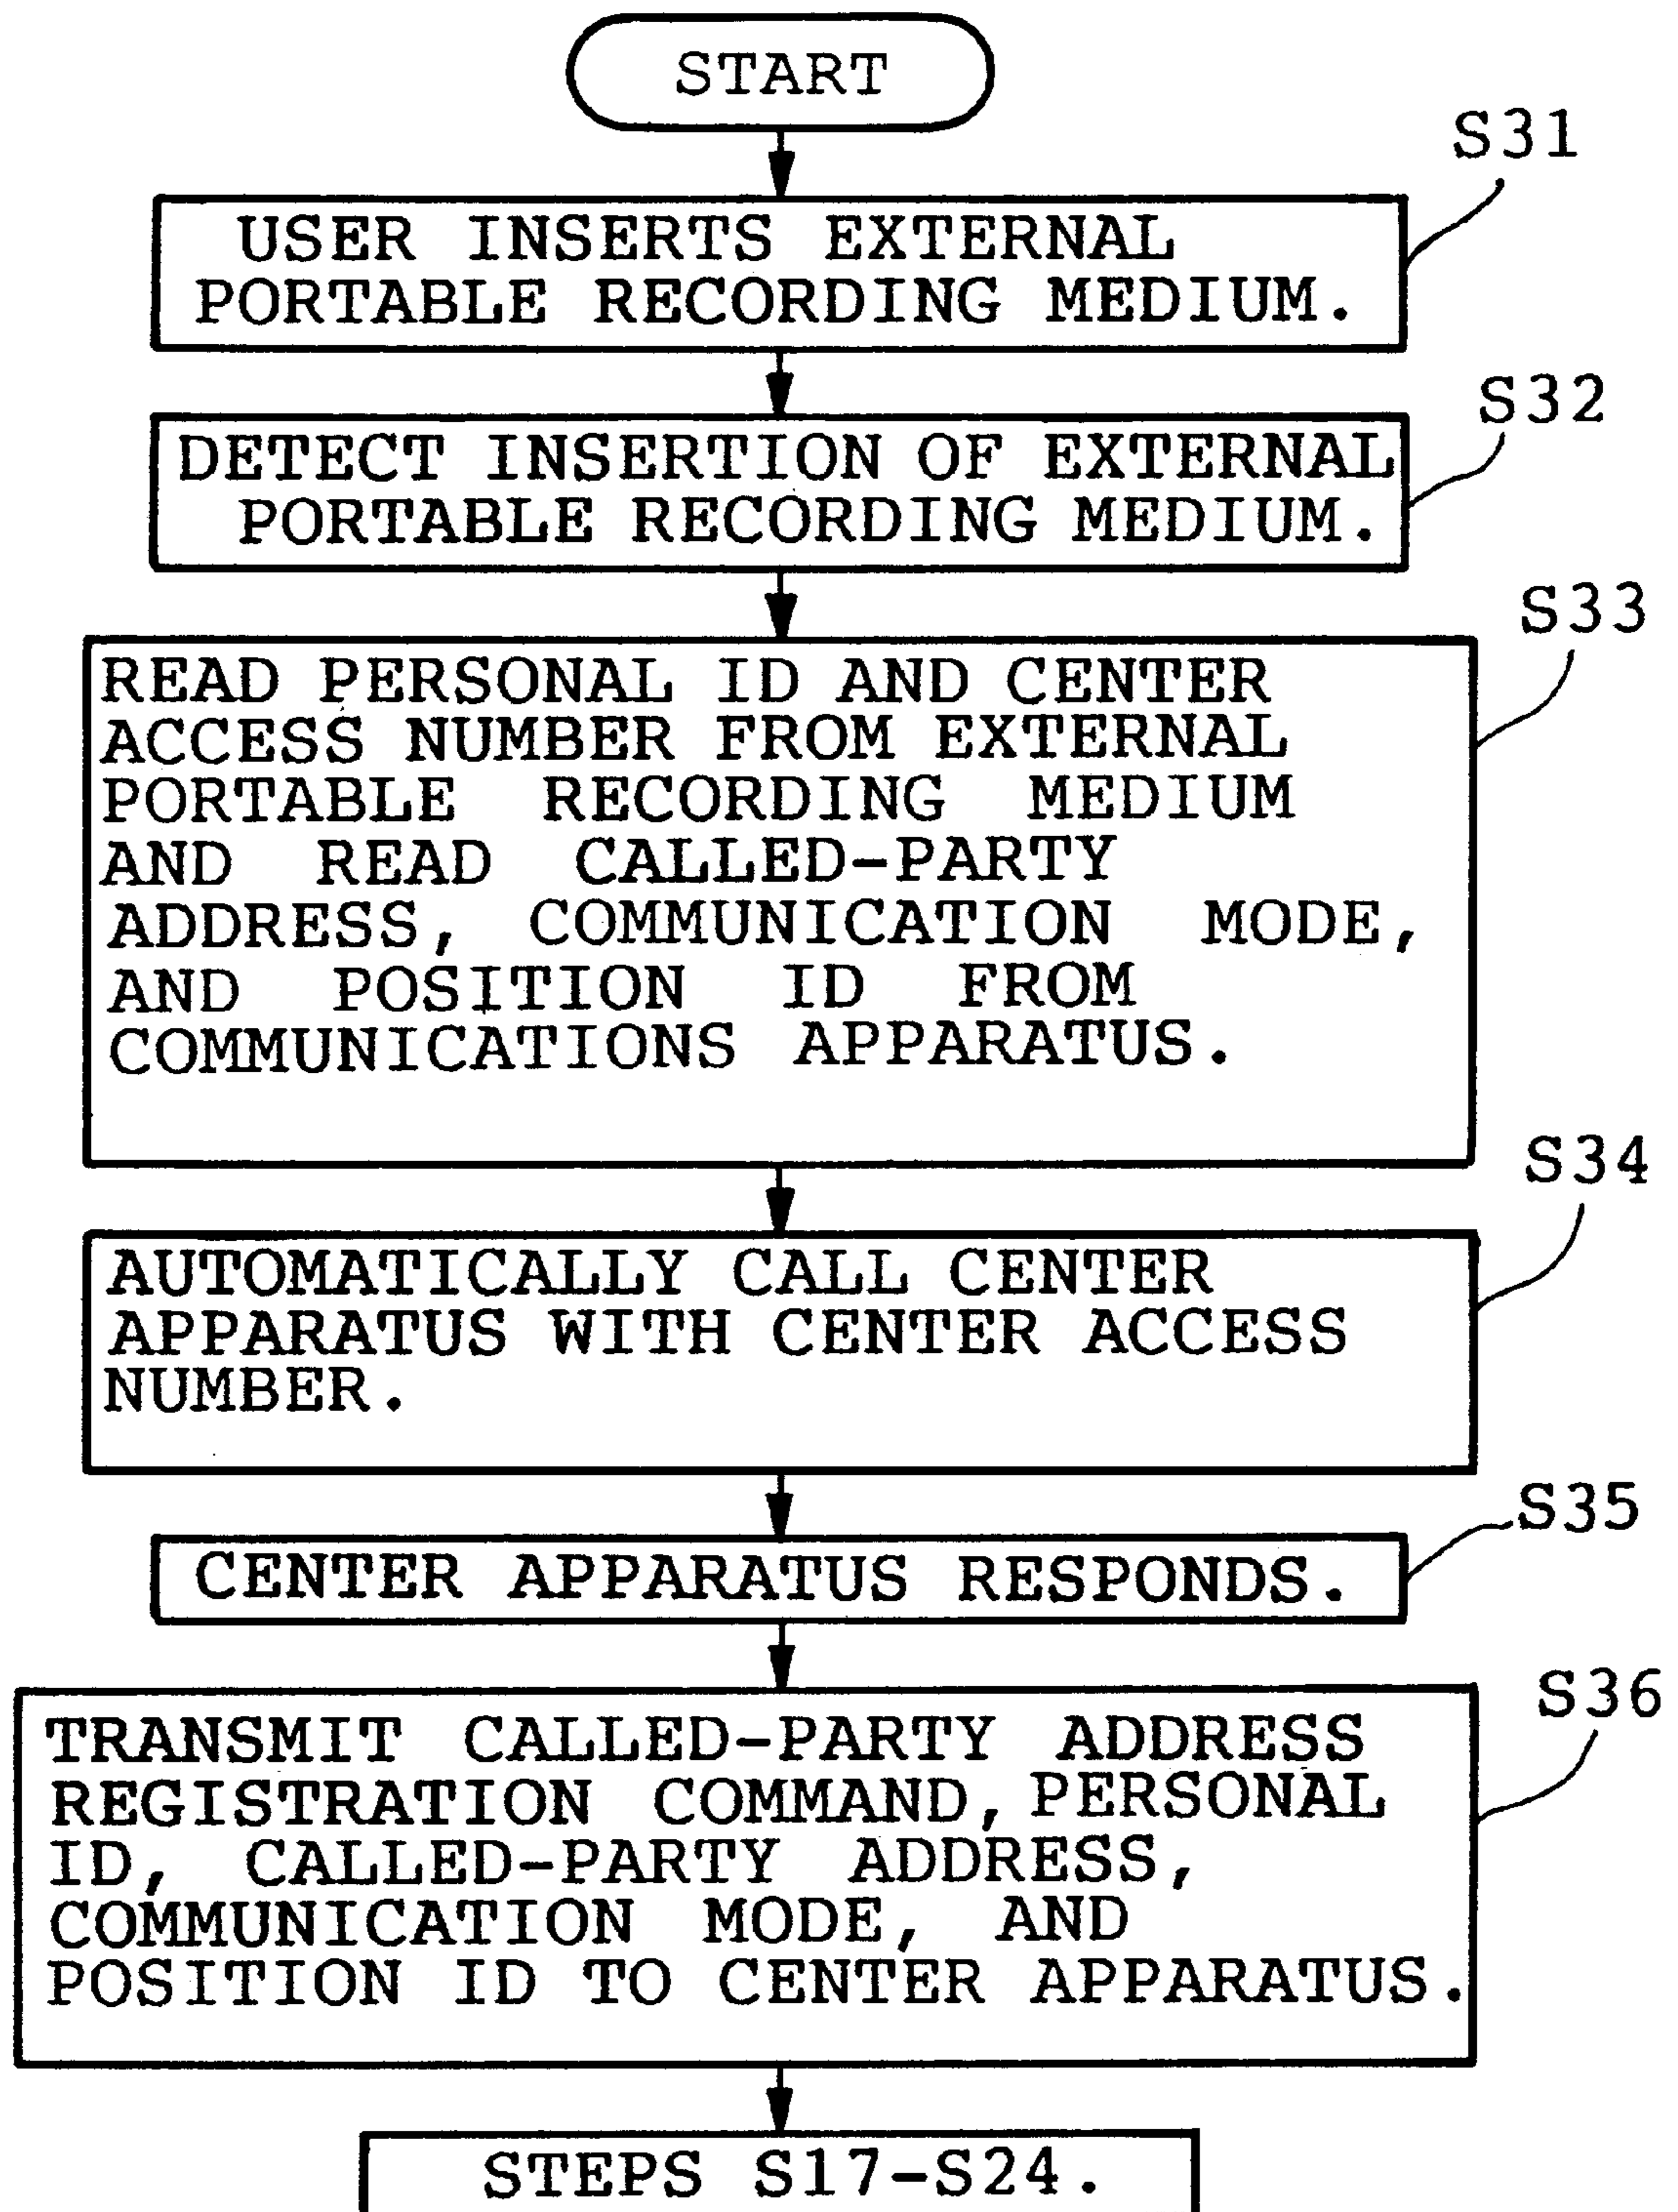 START
S31
USER INSERTS EXTERNAL
PORTABLE RECORDING MEDIUM.
S32
DETECT INSERTION OF EXTERNAL
PORTABLE RECORDING MEDIUM.
S33
READ PERSONAL ID AND CENTER
ACCESS NUMBER FROM EXTERNAL
PORTABLE RECORDING MEDIUM
AND READ CALLED-PARTY
ADDRESS, COMMUNICATION MODE,
AND POSITION ID FROM
COMMUNICATIONS APPARATUS.
S34
AUTOMATICALLY CALL CENTER
APPARATUS WITH CENTER ACCESS
NUMBER.
S35
CENTER APPARATUS RESPONDS.
S36
TRANSMIT CALLED-PARTY ADDRESS
REGISTRATION COMMAND, PERSONAL
ID, CALLED-PARTY ADDRESS,
COMMUNICATION MODE, AND
POSITION ID TO CENTER APPARATUS.
STEPS S17-S24.